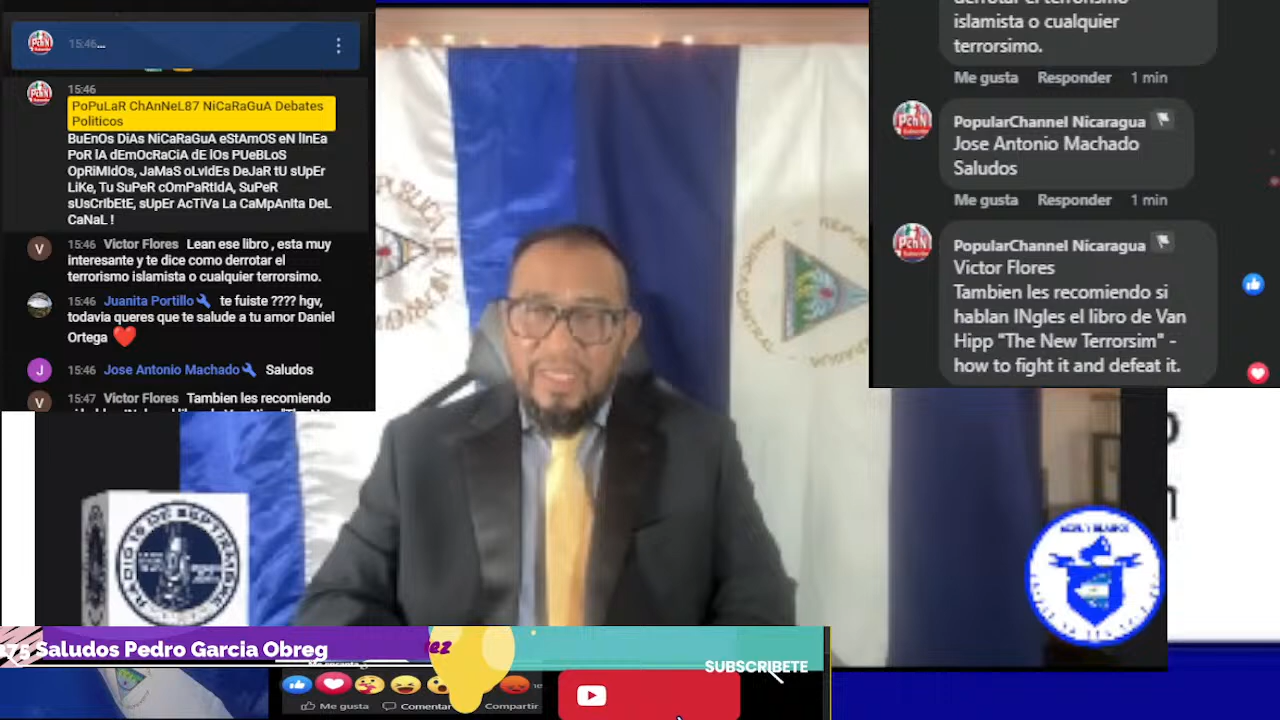 15:46...
15:46
PoPuLaR ChAnNeL87 NiCaRaGuA Debates
Politicos
BuEnOs DiAs NiCaRaGuA eStAmOS eN lInEa
PoR lA dEmOcRaCiA dE lOs PUeBLoS
OpRiMIdOs, JaMaS oLvIdEs DeJaR tU sUpEr
LiKe, Tu SuPeR cOmPaRtIdA, SuPeR
sUsCrIbEtE, sUpEr AcTiVa La CaMpAnIta DeL
CaNaL !
15:46 Victor Flores Lean ese libro , esta muy
interesante y te dice como derrotar el
terrorismo islamista o cualquier terrorsimo.
15:46 Juanita Portillo te fuiste ???? hgv,
todavia queres que te salude a tu amor Daniel
Ortega
15:46 Jose Antonio Machado Saludos
15:47 Victor Flores Tambien les recomiendo
islamista o cualquier
terrorsimo.
Me gusta Responder 1 min
PopularChannel Nicaragua
Jose Antonio Machado
Saludos
Me gusta Responder 1 min
PopularChannel Nicaragua
Victor Flores
Tambien les recomiendo si
hablan INgles el libro de Van
Hipp "The New Terrorsim" -
how to fight it and defeat it.
RADIO 15 DE SEPTIEMBRE
175 Saludos Pedro Garcia Obreg
ez
SUBSCRIBETE
Me gusta Comentar Compartir